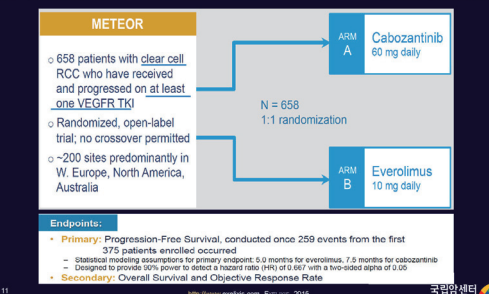 METEOR
658 patients with clear cell
RCC who have received
and progressed on at least
one VEGFR TKI
Randomized, open-label
trial; no crossover permitted
~200 sites predominantly in
W. Europe, North America,
Australia
ARM
A
Cabozantinib
60 mg daily
N = 658
1:1 randomization
ARM
B
Everolimus
10 mg daily
Endpoints:
• Primary: Progression-Free Survival, conducted once 259 events from the first
375 patients enrolled occurred
– Statistical modeling assumptions for primary endpoint: 5.0 months for everolimus, 7.5 months for cabozantinib
– Designed to provide 90% power to detect a hazard ratio (HR) of 0.667 with a two-sided alpha of 0.05
• Secondary: Overall Survival and Objective Response Rate
11
국립암센터